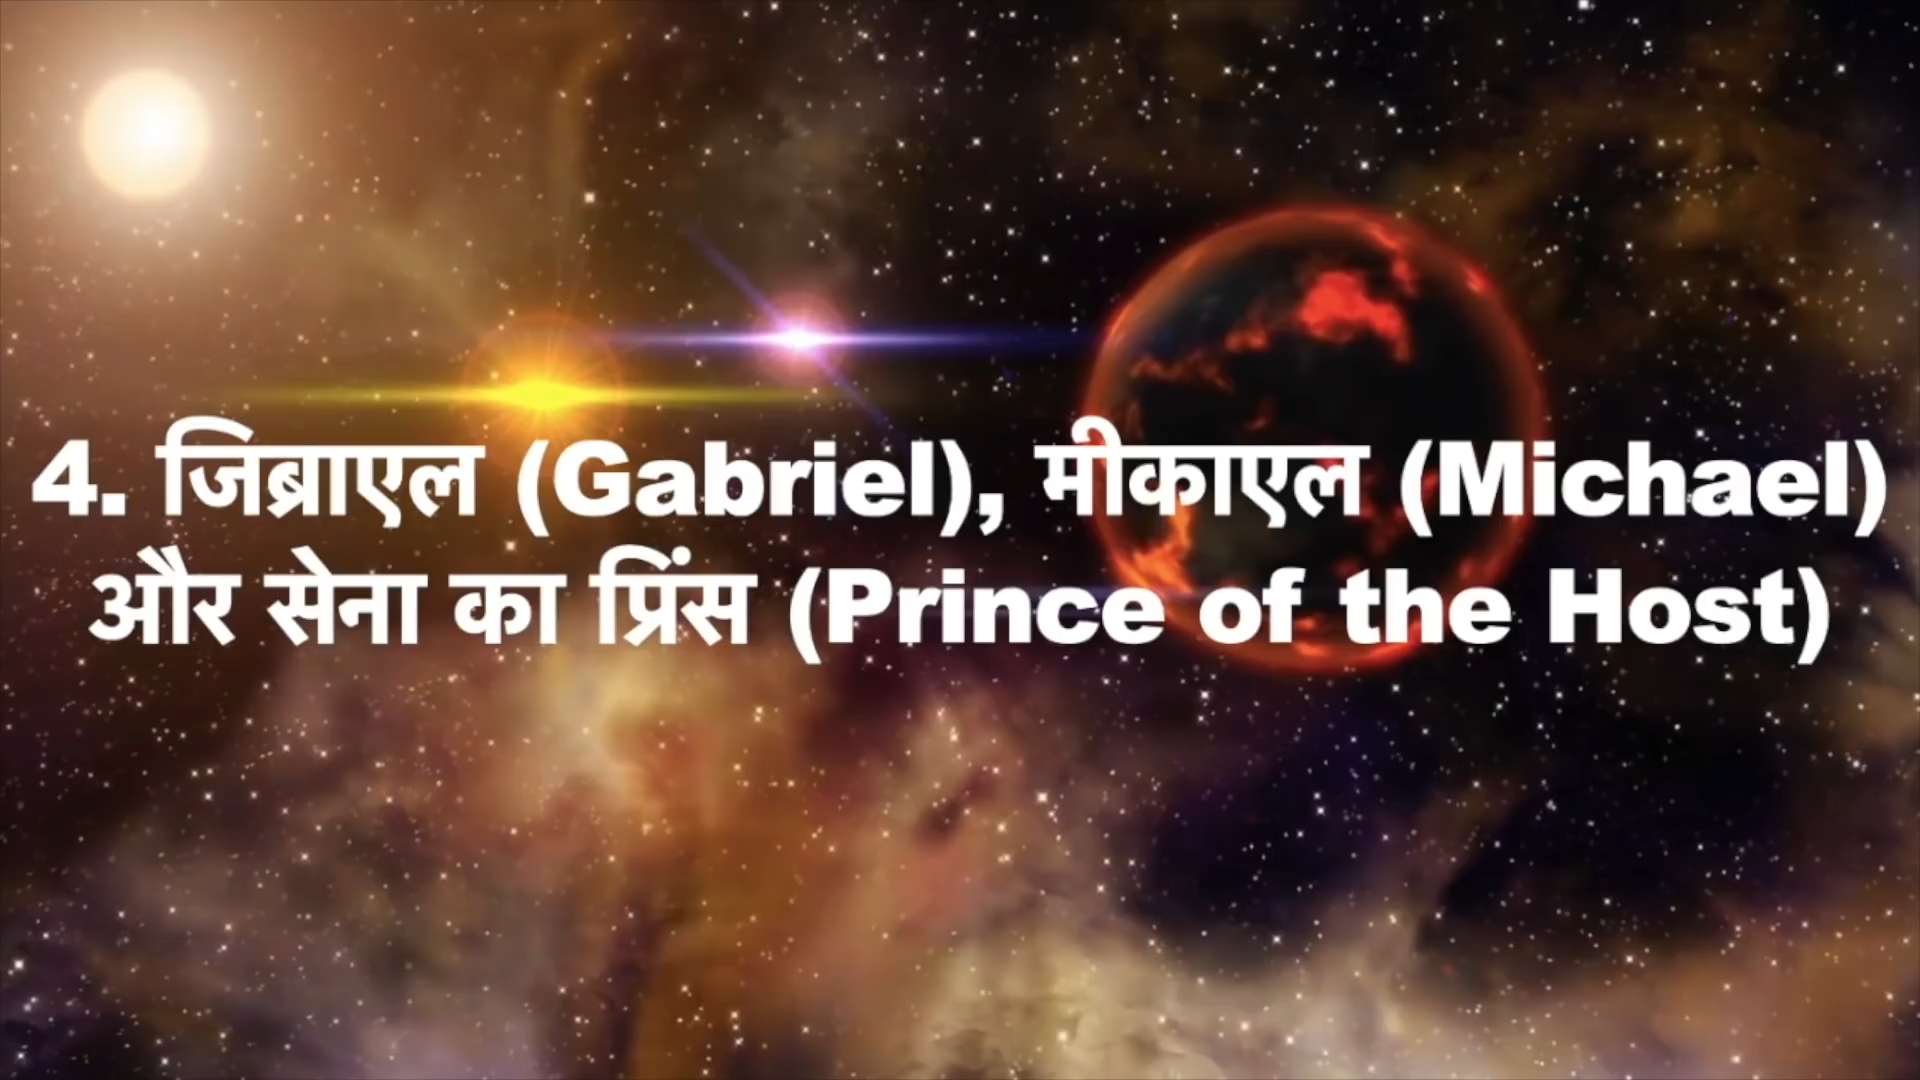 4. जिब्राएल (Gabriel), मीकाएल (Michael)
और सेना का प्रिंस (Prince of the Host)